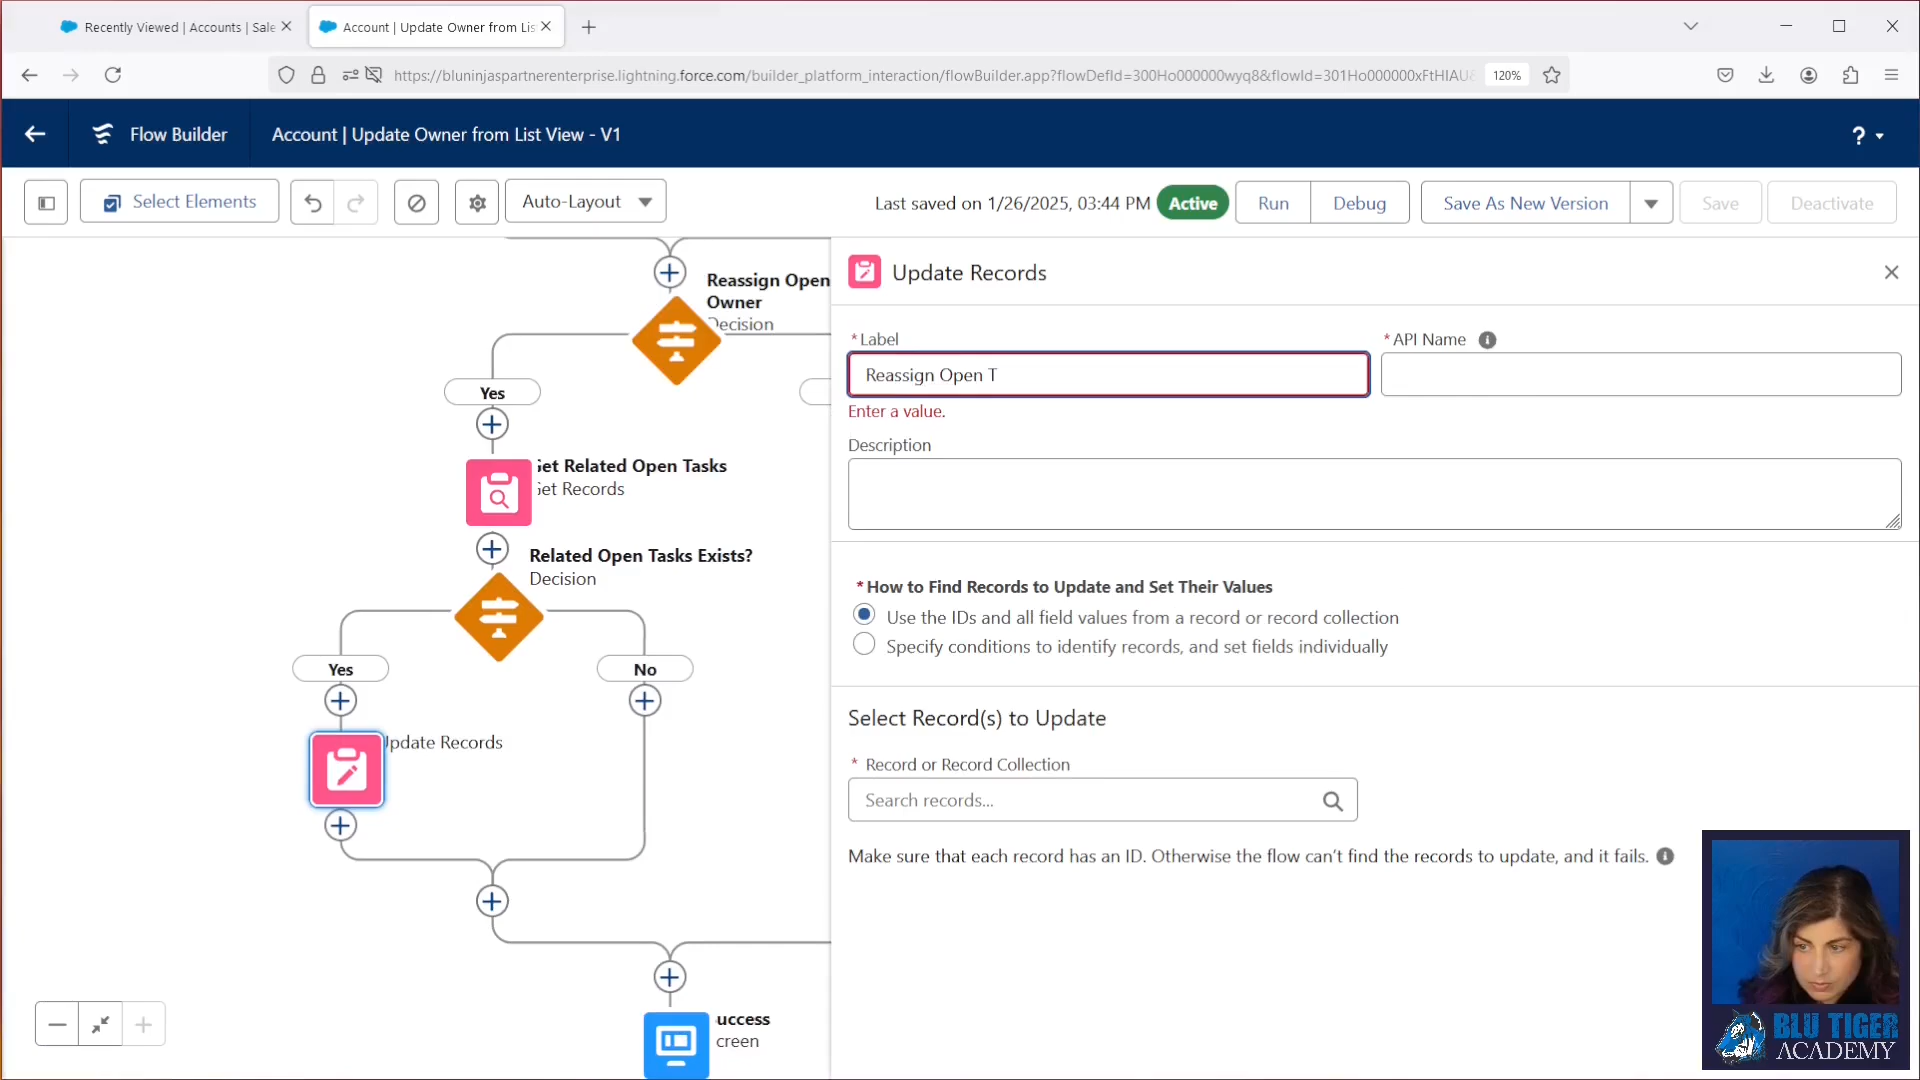 Recently Viewed | Accounts | Sale
Account | Update Owner from Lis
https://bluninjaspartnerenterprise.lightning.force.com/builder_platform_interaction/flowBuilder.app?flowDefId=300Ho000000wyq8&flowId=301Ho000000xFtHIAU
120%
Flow Builder
Account | Update Owner from List View - V1
?
Select Elements
Auto-Layout
Last saved on 1/26/2025, 03:44 PM
Active
Run
Debug
Save As New Version
Save
Deactivate
Reassign Open
Owner
Decision
Yes
Get Related Open Tasks
Get Records
Related Open Tasks Exists?
Decision
Yes
No
Update Records
uccess
creen
Update Records
*Label
Reassign Open T
Enter a value.
*API Name
Description
*How to Find Records to Update and Set Their Values
Use the IDs and all field values from a record or record collection
Specify conditions to identify records, and set fields individually
Select Record(s) to Update
* Record or Record Collection
Search records...
Make sure that each record has an ID. Otherwise the flow can't find the records to update, and it fails.
BLU TIGER
ACADEMY